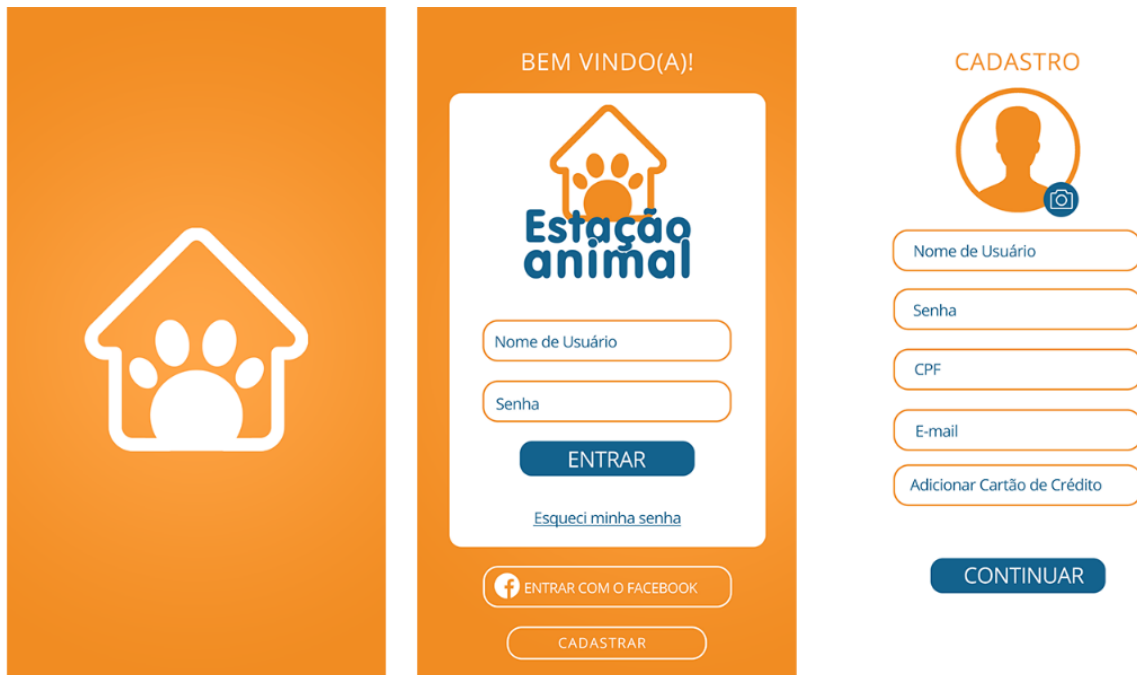 BEM VINDO(A)!
Estação
animal
Nome de Usuário
Senha
ENTRAR
Esqueci minha senha
ENTRAR COM O FACEBOOK
CADASTRAR
CADASTRO
Nome de Usuário
Senha
CPF
E-mail
Adicionar Cartão de Crédito
CONTINUAR